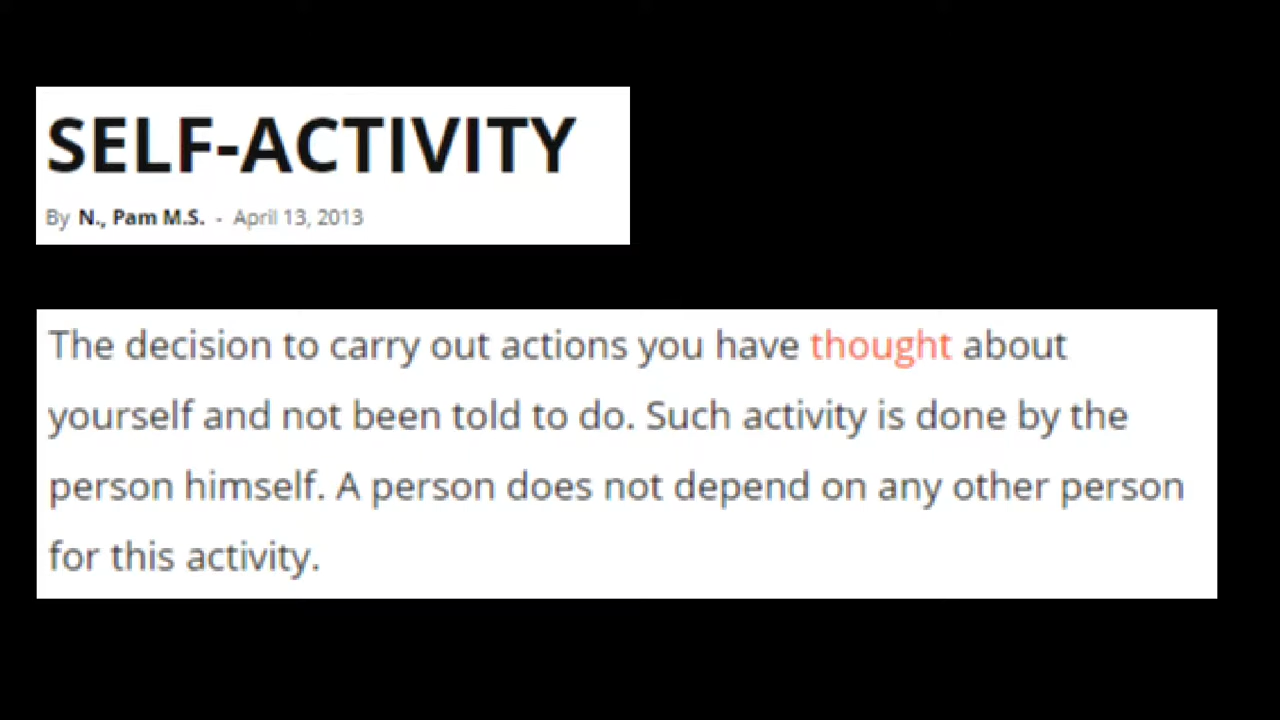 SELF-ACTIVITY
By N., Pam M.S. - April 13, 2013
The decision to carry out actions you have thought about
yourself and not been told to do. Such activity is done by the
person himself. A person does not depend on any other person
for this activity.